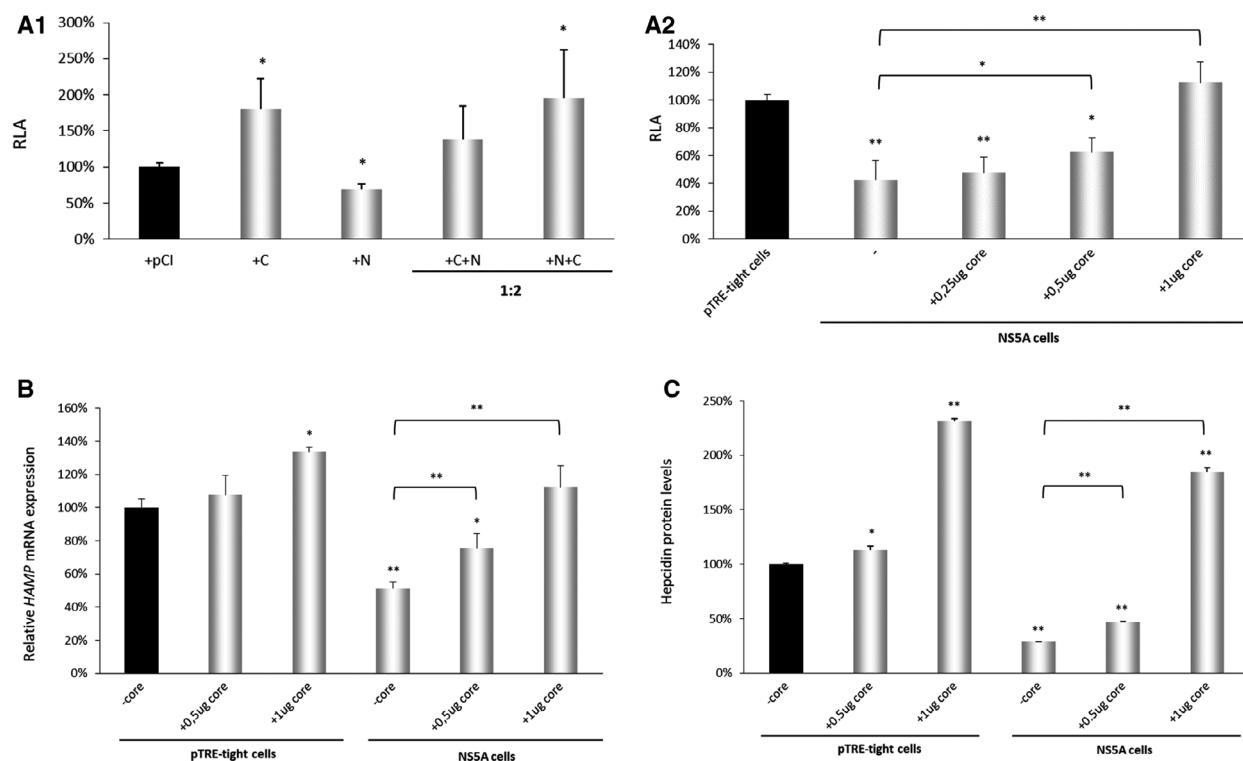 A1
RLA
300%
250%
200%
150%
100%
50%
0%
*
*
*
+pCI
+C
+N
+C+N
+N+C
1:2
A2
RLA
160%
140%
120%
100%
80%
60%
40%
20%
0%
**
*
**
**
*
pTRE-tight cells
-
+0,25ug core
+0,5ug core
+1ug core
NS5A cells
B
Relative HAMP mRNA expression
160%
140%
120%
100%
80%
60%
40%
20%
0%
**
**
*
**
*
-core
+0,5ug core
+1ug core
-core
+0,5ug core
+1ug core
pTRE-tight cells
NS5A cells
C
Hepcidin protein levels
250%
200%
150%
100%
50%
0%
**
**
**
**
*
**
**
-core
+0,5ug core
+1ug core
-core
+0,5ug core
+1ug core
pTRE-tight cells
NS5A cells